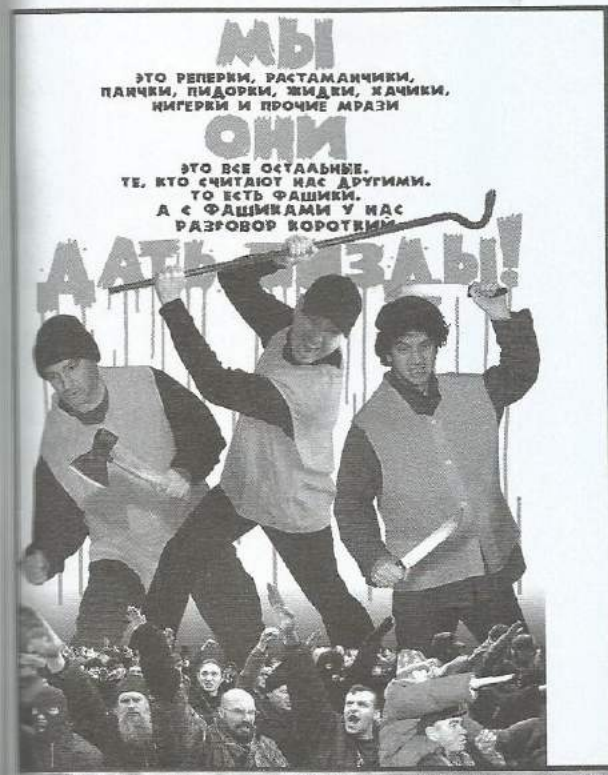 МЫ
ЭТО РЕПЕРКИ, РАСТАМАНЧИКИ,
ПАНЧКИ, ПИДОРКИ, ЖИДКИ, ХАЧИКИ,
НИГЕРКИ И ПРОЧИЕ МРАЗИ
ОНИ
ЭТО ВСЕ ОСТАЛЬНЫЕ.
ТЕ, КТО СЧИТАЮТ НАС ДРУГИМИ.
ТО ЕСТЬ ФАШИКИ.
А С ФАШИКАМИ У НАС
РАЗГОВОР КОРОТКИЙ
ДАТЬ ПИЗДЫ!